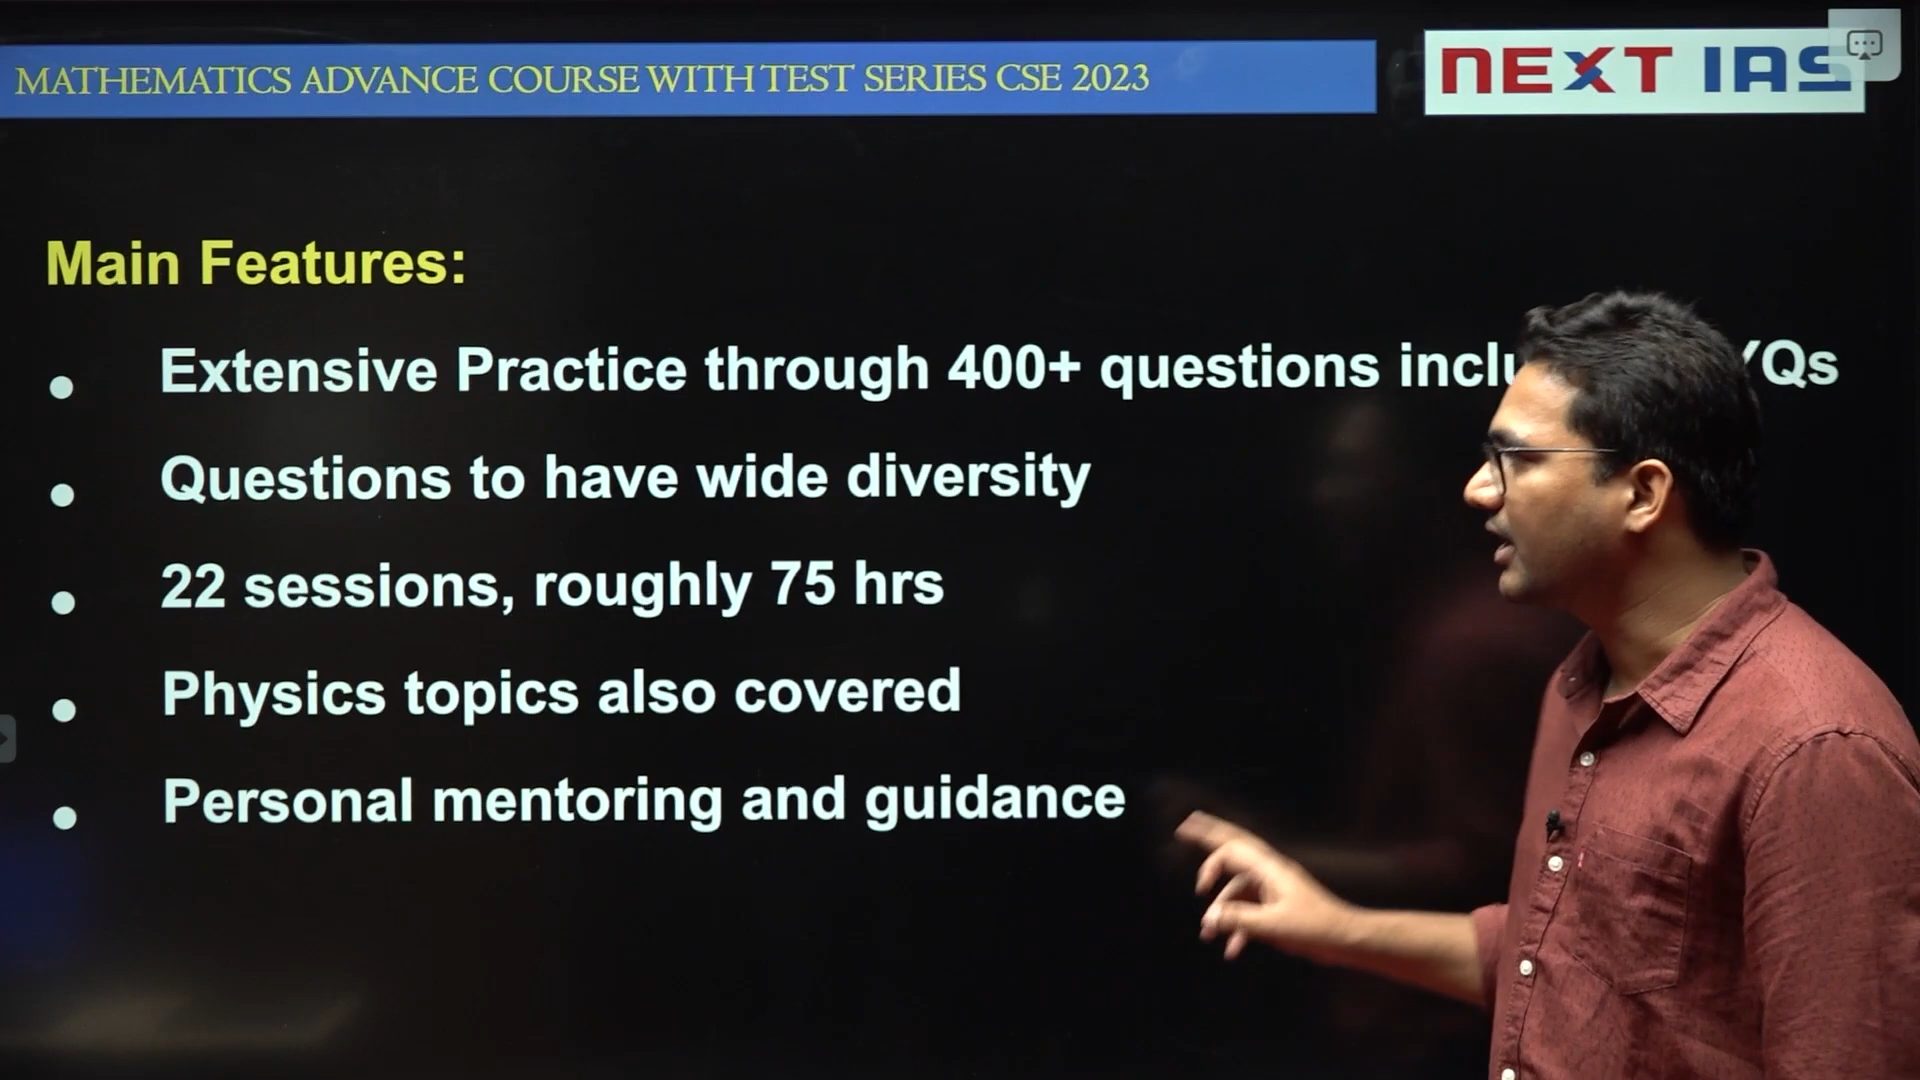 MATHEMATICS ADVANCE COURSE WITH TEST SERIES CSE 2023
NEXT IAS
Main Features:
• Extensive Practice through 400+ questions
• Questions to have wide diversity
• 22 sessions, roughly 75 hrs
• Physics topics also covered
• Personal mentoring and guidance